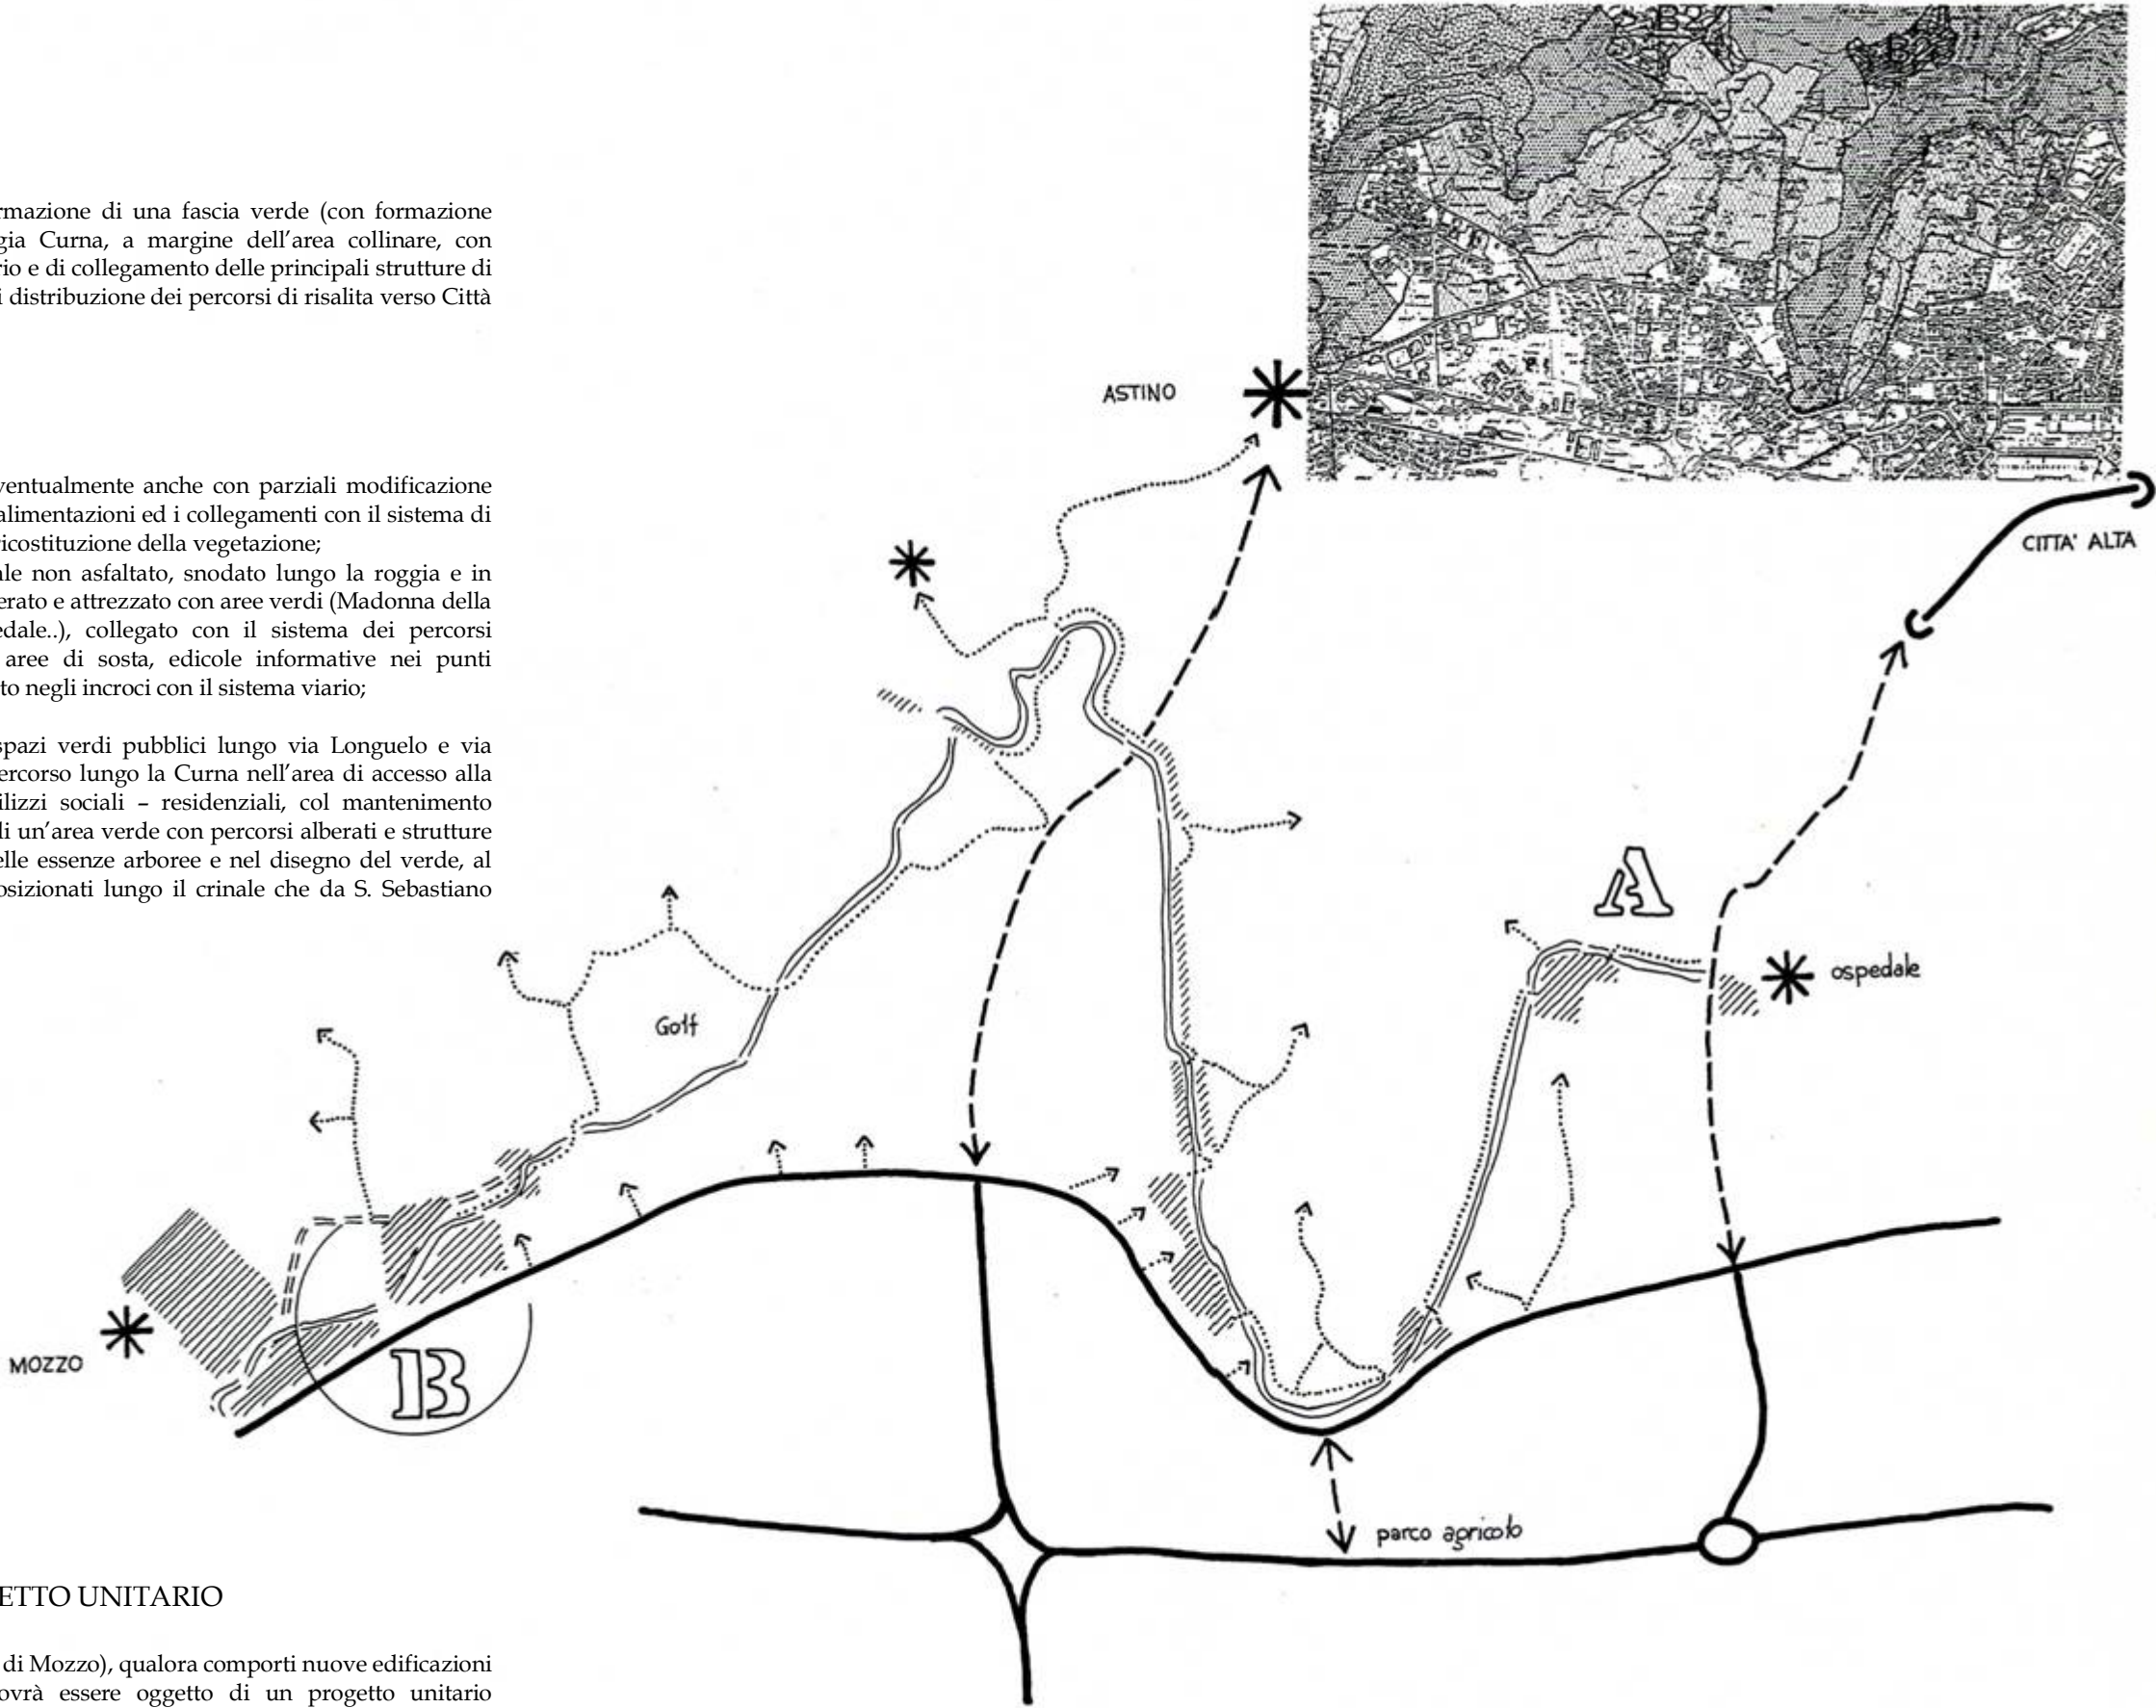 rmazione di una fascia verde (con formazione
gia Curna, a margine dell'area collinare, con
rio e di collegamento delle principali strutture di
i distribuzione dei percorsi di risalita verso Città
ventualmente anche con parziali modificazione
alimentazioni ed i collegamenti con il sistema di
ricostituzione della vegetazione;
ale non asfaltato, snodato lungo la roggia e in
erato e attrezzato con aree verdi (Madonna della
edale..), collegato con il sistema dei percorsi
aree di sosta, edicole informative nei punti
to negli incroci con il sistema viario;
spazi verdi pubblici lungo via Longuelo e via
ercorso lungo la Curna nell'area di accesso alla
ilizzi sociali – residenziali, col mantenimento
di un'area verde con percorsi alberati e strutture
elle essenze arboree e nel disegno del verde, al
osizionati lungo il crinale che da S. Sebastiano
ETTO UNITARIO
di Mozzo), qualora comporti nuove edificazioni
ovrà essere oggetto di un progetto unitario
B2
B2
CURNO
ASTINO
CITTA' ALTA
A
ospedale
Golf
MOZZO
B
parco agricolo